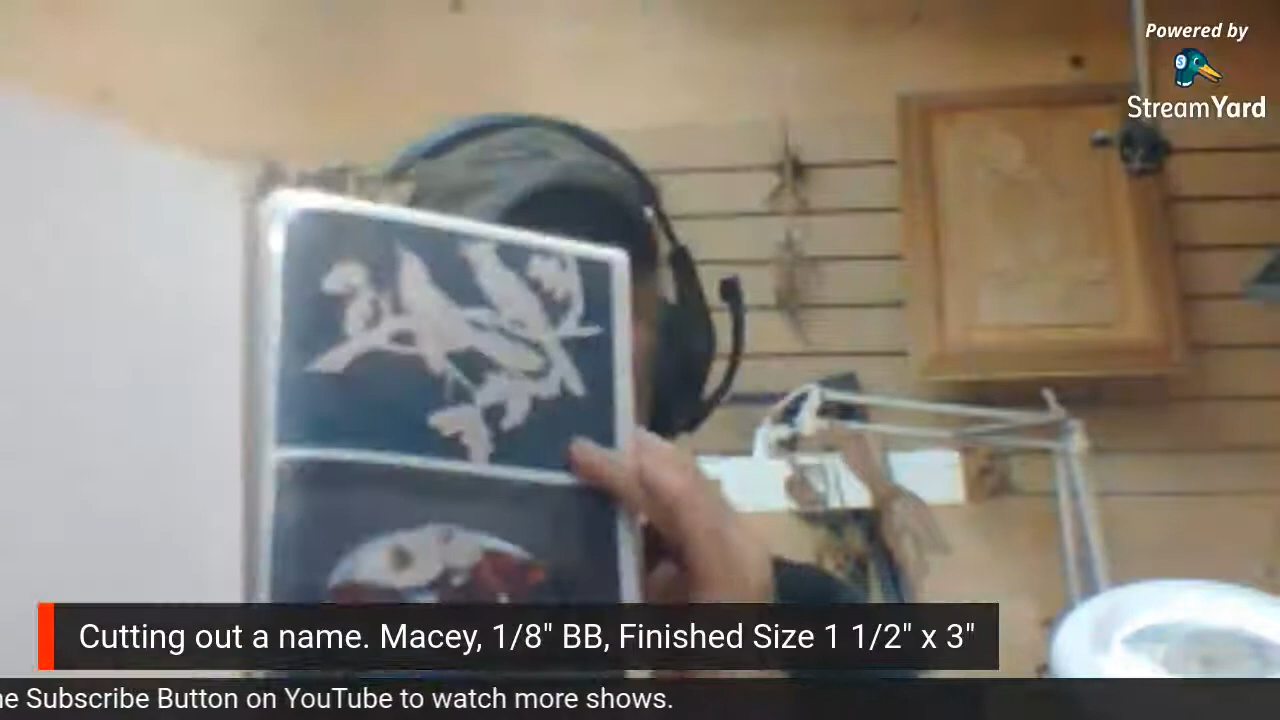 Powered by
StreamYard
Cutting out a name. Macey, 1/8" BB, Finished Size 1 1/2" x 3"
he Subscribe Button on YouTube to watch more shows.